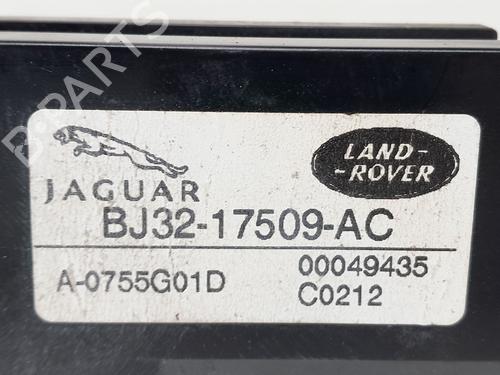 B-PARTS
JAGUAR
LAND-
-ROVER
BJ32-17509-AC
A-0755G01D
00049435
C0212